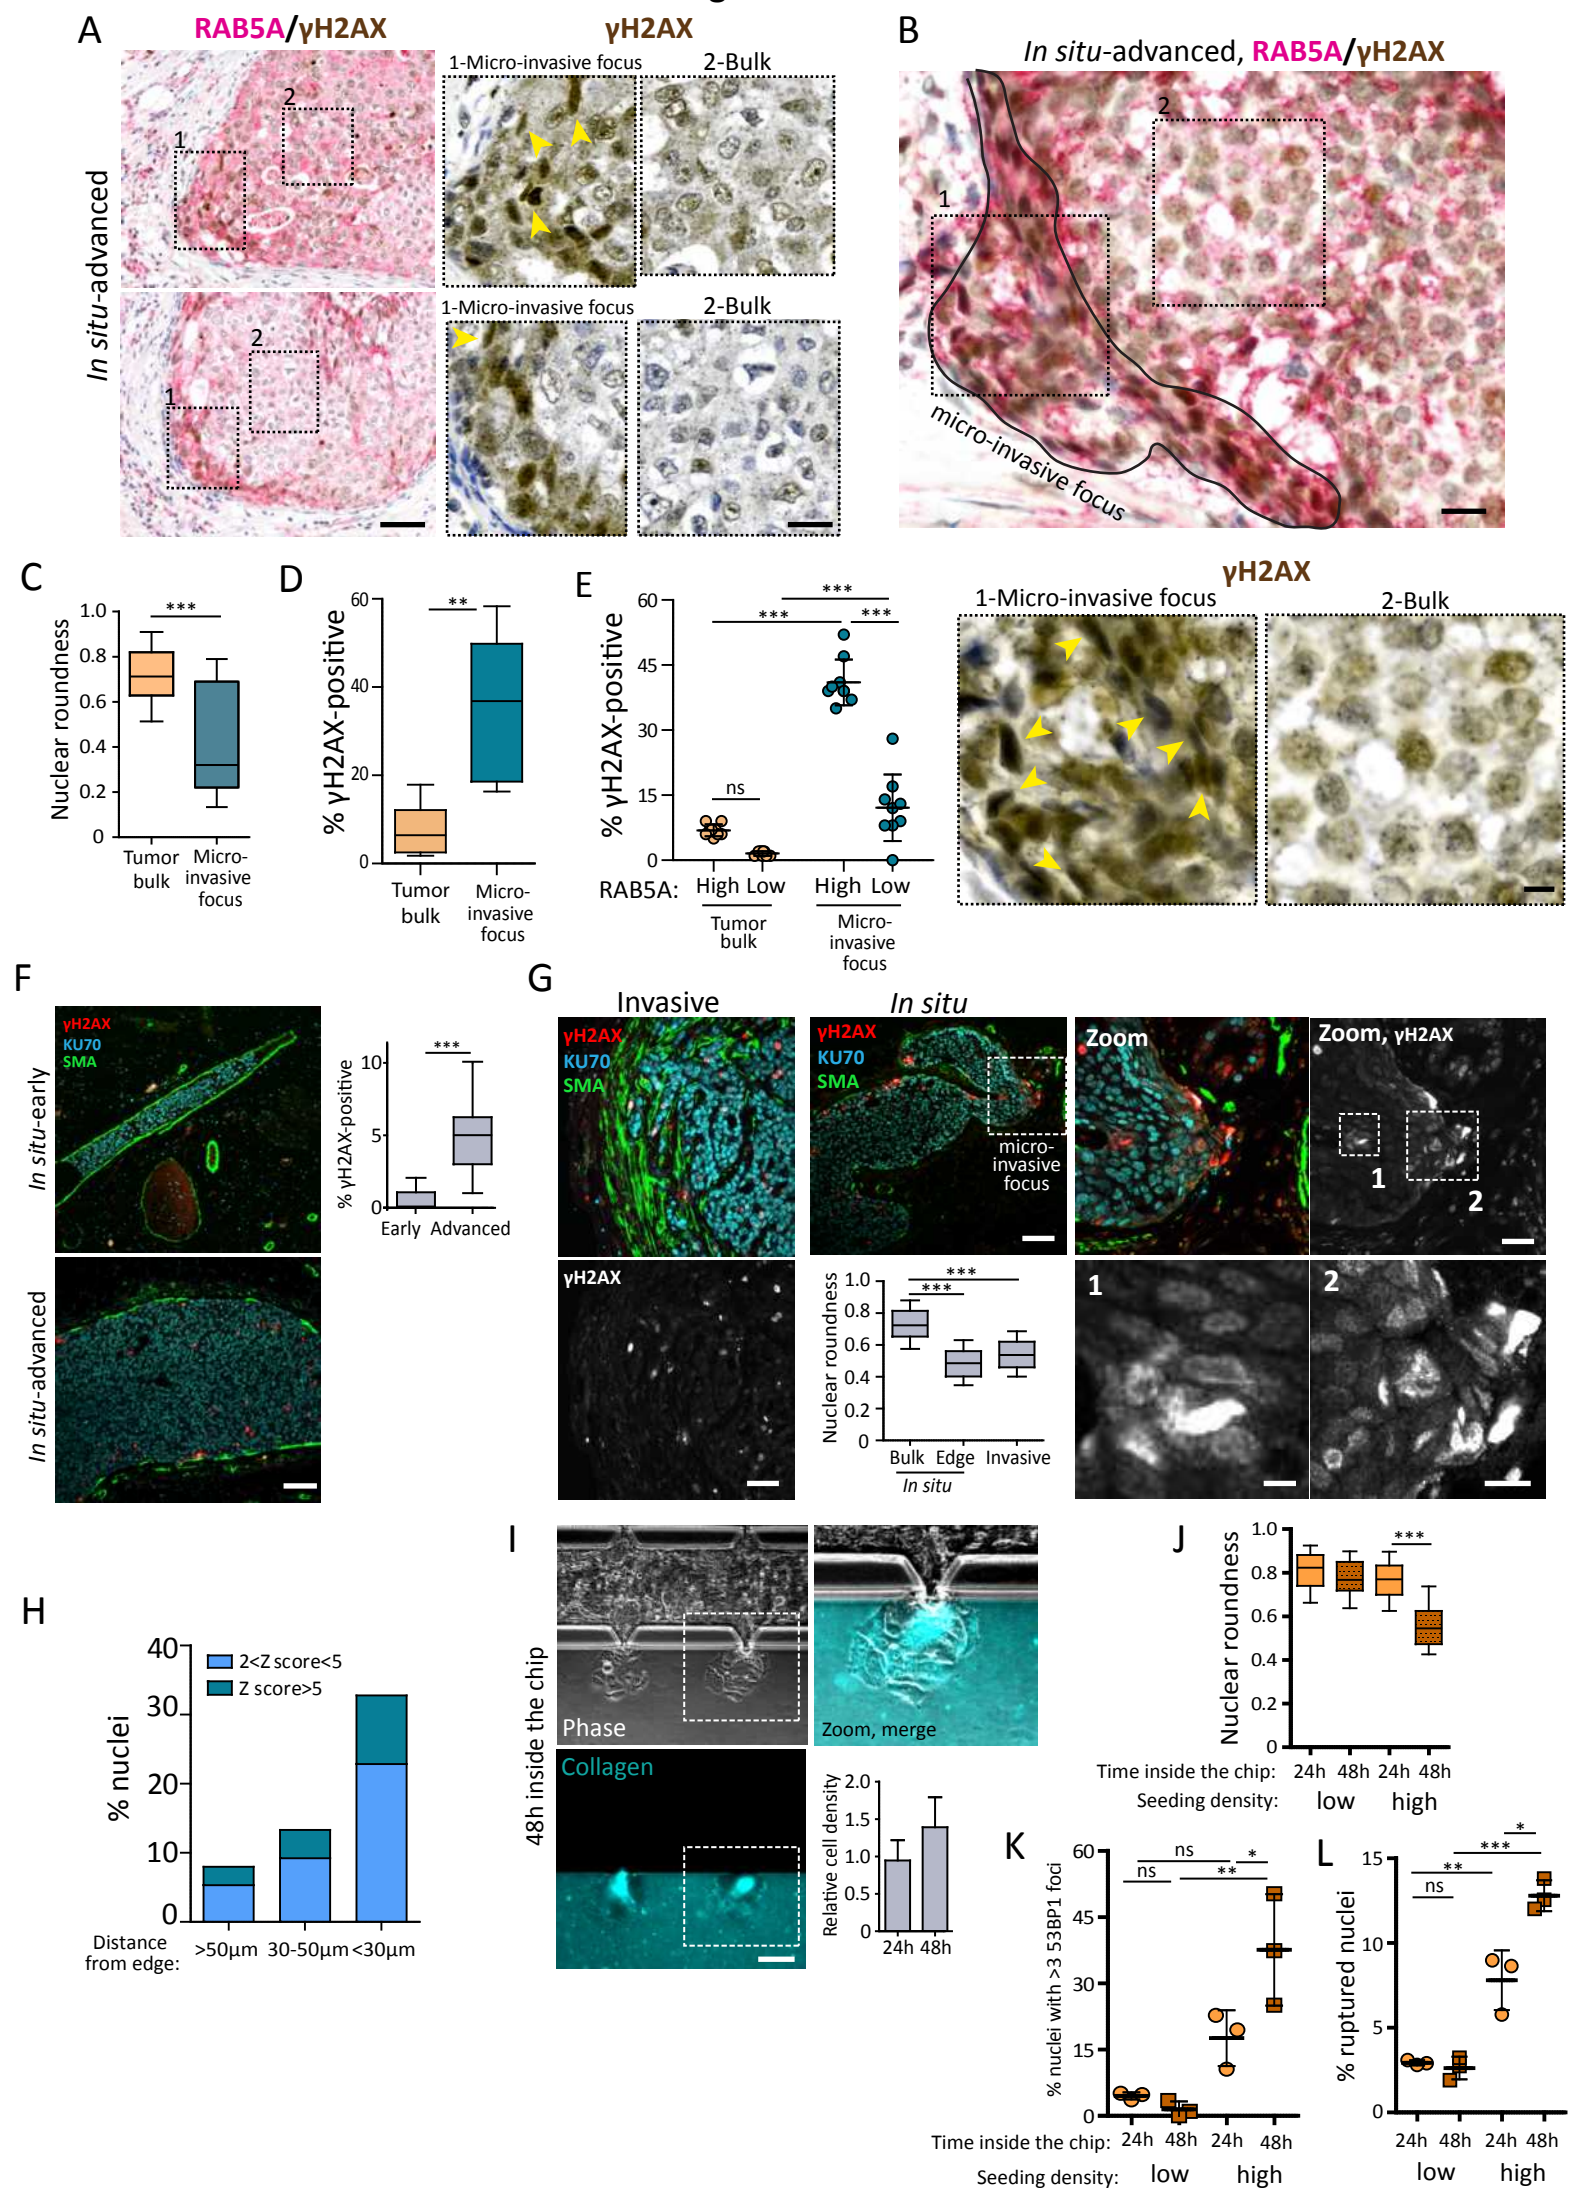 A
RAB5A/γH2AX
γH2AX
1-Micro-invasive focus
2-Bulk
In situ-advanced
1
2
1-Micro-invasive focus
2-Bulk
1
2
B
In situ-advanced, RAB5A/γH2AX
1
2
micro-invasive focus
γH2AX
1-Micro-invasive focus
2-Bulk
C
Nuclear roundness
1.0
0.8
0.6
0.4
0.2
0
***
Tumor
bulk
Micro-
invasive
focus
D
% γH2AX-positive
60
40
20
0
**
Tumor
bulk
Micro-
invasive
focus
E
% γH2AX-positive
60
45
30
15
0
***
***
***
ns
RAB5A: High Low High Low
Tumor
bulk
Micro-
invasive
focus
F
In situ-early
γH2AX
KU70
SMA
In situ-advanced
% γH2AX-positive
10
5
0
***
Early Advanced
G
Invasive
γH2AX
KU70
SMA
γH2AX
In situ
γH2AX
KU70
SMA
micro-
invasive
focus
Zoom
Zoom, γH2AX
1
2
1
2
Nuclear roundness
1.0
0.8
0.6
0.4
0.2
0
***
***
Bulk Edge Invasive
In situ
H
% nuclei
40
30
20
10
0
2<Z score<5
Z score>5
Distance
from edge:
>50μm 30-50μm <30μm
I
48h inside the chip
Phase
Zoom, merge
Collagen
Relative cell density
2.0
1.5
1.0
0.5
0
24h 48h
J
Nuclear roundness
1.0
0.8
0.6
0.4
0.2
0
***
Time inside the chip: 24h 48h 24h 48h
Seeding density: low high
K
% nuclei with >3 53BP1 foci
60
45
30
15
0
ns
*
ns
**
Time inside the chip: 24h 48h 24h 48h
Seeding density: low high
L
% ruptured nuclei
15
10
5
0
*
***
**
ns
24h 48h 24h 48h
low high